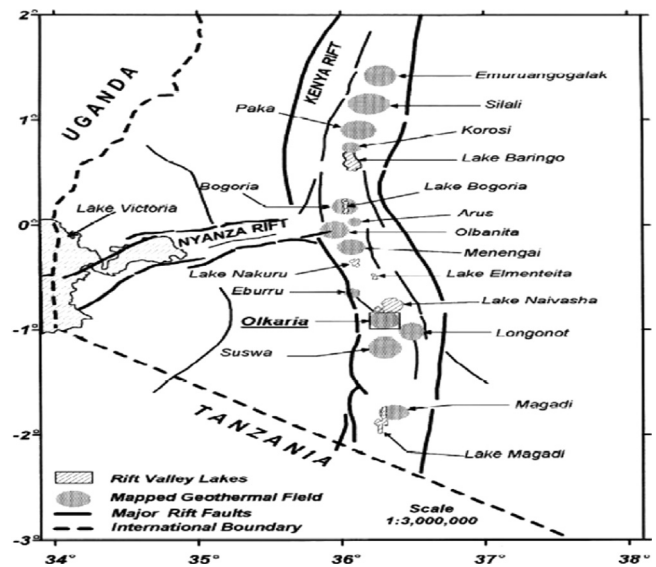 2°
1°
0°
-1°
-2°
-3°
34°
35°
36°
37°
38°
UGANDA
KENYA RIFT
Emuruangogalak
Silali
Paka
Korosi
Lake Baringo
Bogoria
Lake Bogoria
Lake Victoria
Arus
NYANZA RIFT
Olbanita
Menengai
Lake Nakuru
Lake Elmenteita
Eburru
Lake Naivasha
Olkaria
Longonot
Suswa
Magadi
TANZANIA
Lake Magadi
Rift Valley Lakes
Mapped Geothermal Field
Major Rift Faults
International Boundary
Scale
1:3,000,000